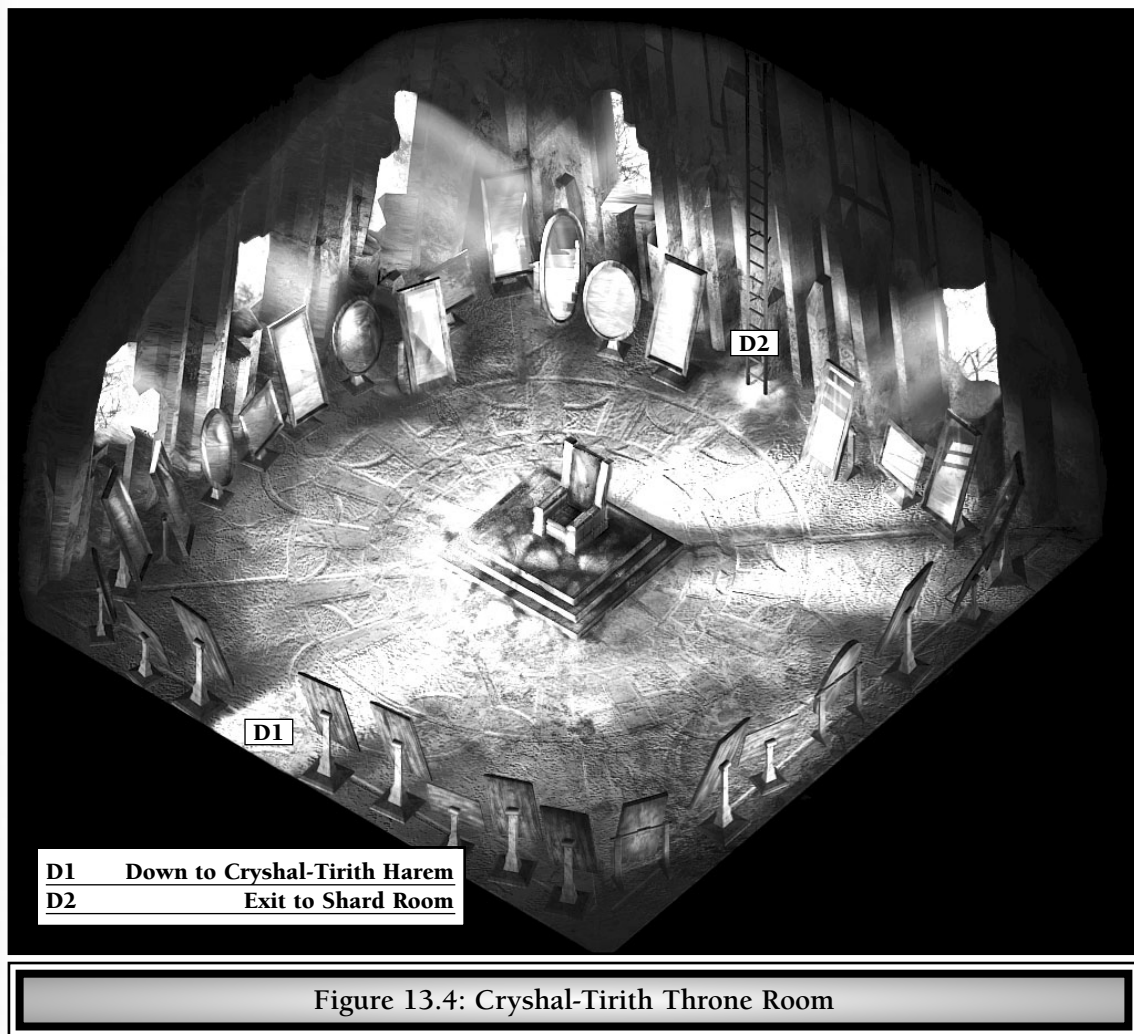 D2
D1
D1 Down to Cryshal-Tirith Harem
D2 Exit to Shard Room
Figure 13.4: Cryshal-Tirith Throne Room